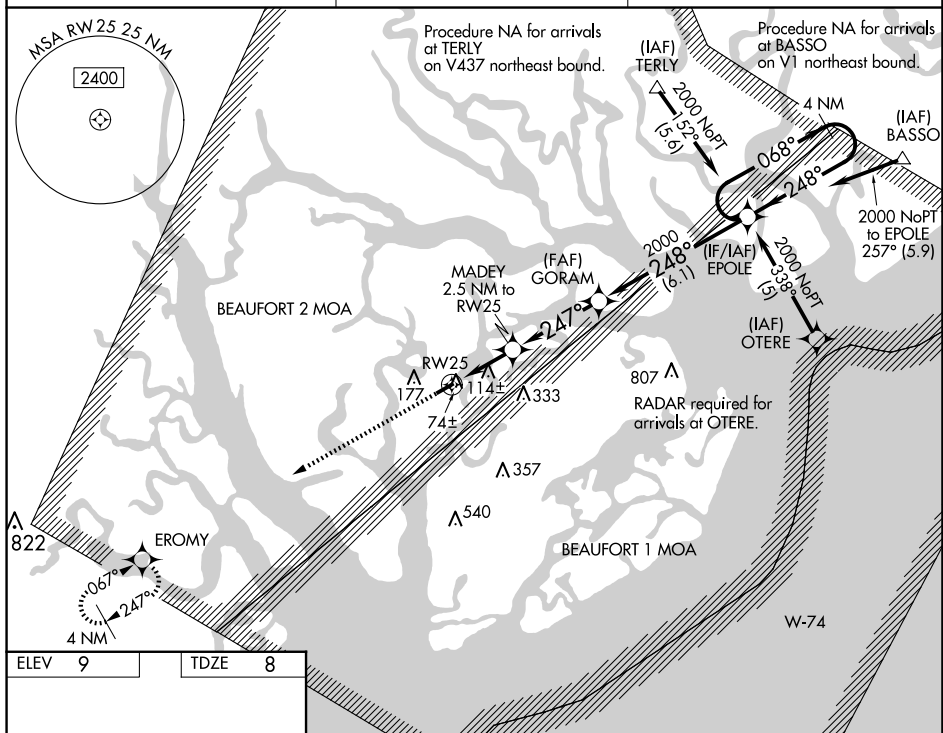 MSA RW25 25 NM
2400
Procedure NA for arrivals
at TERLY
on V437 northeast bound.
Procedure NA for arrivals
at BASSO
on V1 northeast bound.
(IAF)
TERLY
2000 NoPT
152°
(5.6)
4 NM
(IAF)
BASSO
068°
248°
2000 NoPT
to EPOLE
257° (5.9)
(IF/IAF)
EPOLE
2000
248°
(6.1)
2000 NoPT
338°
(5)
(IAF)
OTERE
(FAF)
GORAM
MADEY
2.5 NM to
RW25
247°
BEAUFORT 2 MOA
RW25
177
114±
74±
333
807
RADAR required for
arrivals at OTERE.
357
540
822
EROMY
067°
247°
4 NM
BEAUFORT 1 MOA
W-74
ELEV 9
TDZE 8